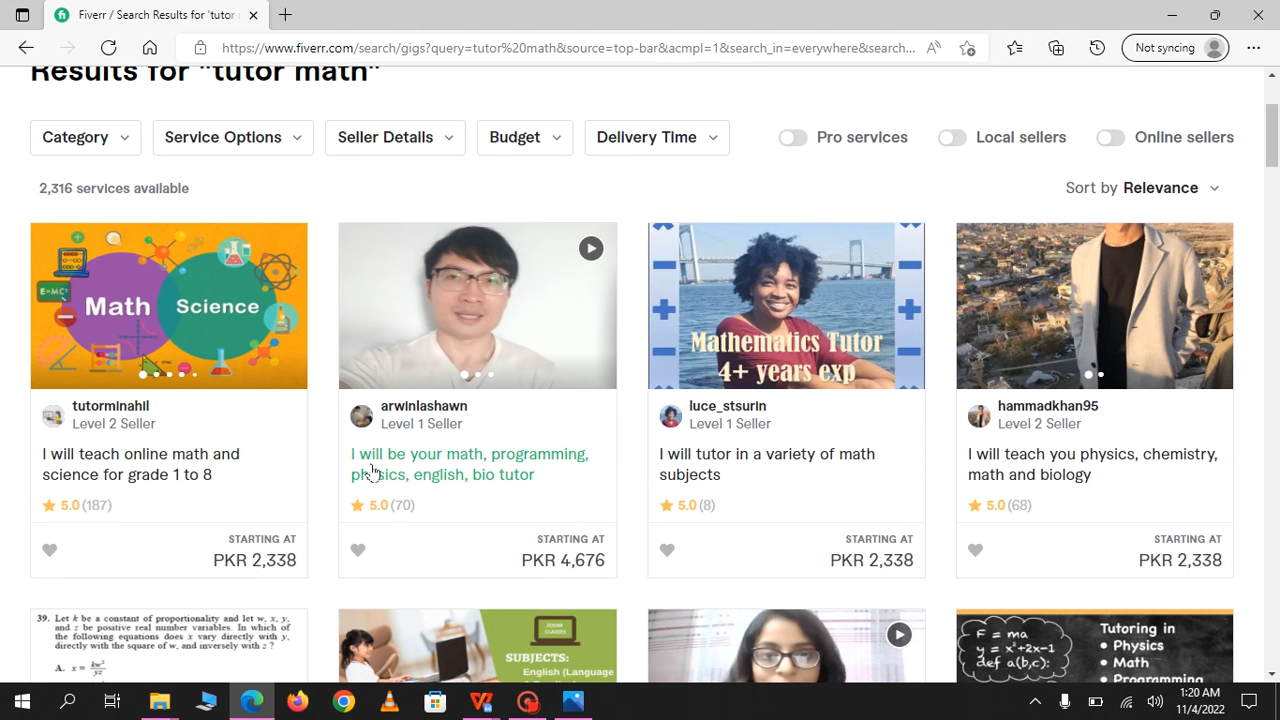 Fiverr / Search Results for 'tutor
https://www.fiverr.com/search/gigs?query=tutor%20math&source=top-bar&acmpl=1&search_in=everywhere&search...
Not syncing
Results for "tutor math"
Category
Service Options
Seller Details
Budget
Delivery Time
Pro services
Local sellers
Online sellers
2,316 services available
Sort by Relevance
E=MC²
Math Science
tutorminahil
Level 2 Seller
I will teach online math and
science for grade 1 to 8
5.0 (187)
STARTING AT
PKR 2,338
arwinlashawn
Level 1 Seller
I will be your math, programming,
physics, english, bio tutor
5.0 (70)
STARTING AT
PKR 4,676
Mathematics Tutor
4+ years exp
luce_stsurin
Level 1 Seller
I will tutor in a variety of math
subjects
5.0 (8)
STARTING AT
PKR 2,338
hammadkhan95
Level 2 Seller
I will teach you physics, chemistry,
math and biology
5.0 (68)
STARTING AT
PKR 2,338
39. Let k be a constant of proportionality and let w, x, y,
and z be positive real number variables. In which of
the following equations does x vary directly with y,
directly with the square of w, and inversely with z ?
A. x = kw²/yz
ZOOM
CLASSES
SUBJECTS:
English (Language
F = ma
y = x²+2x-1
def a(b,c):
Tutoring in
• Physics
• Math
• Programming
1:20 AM
11/4/2022